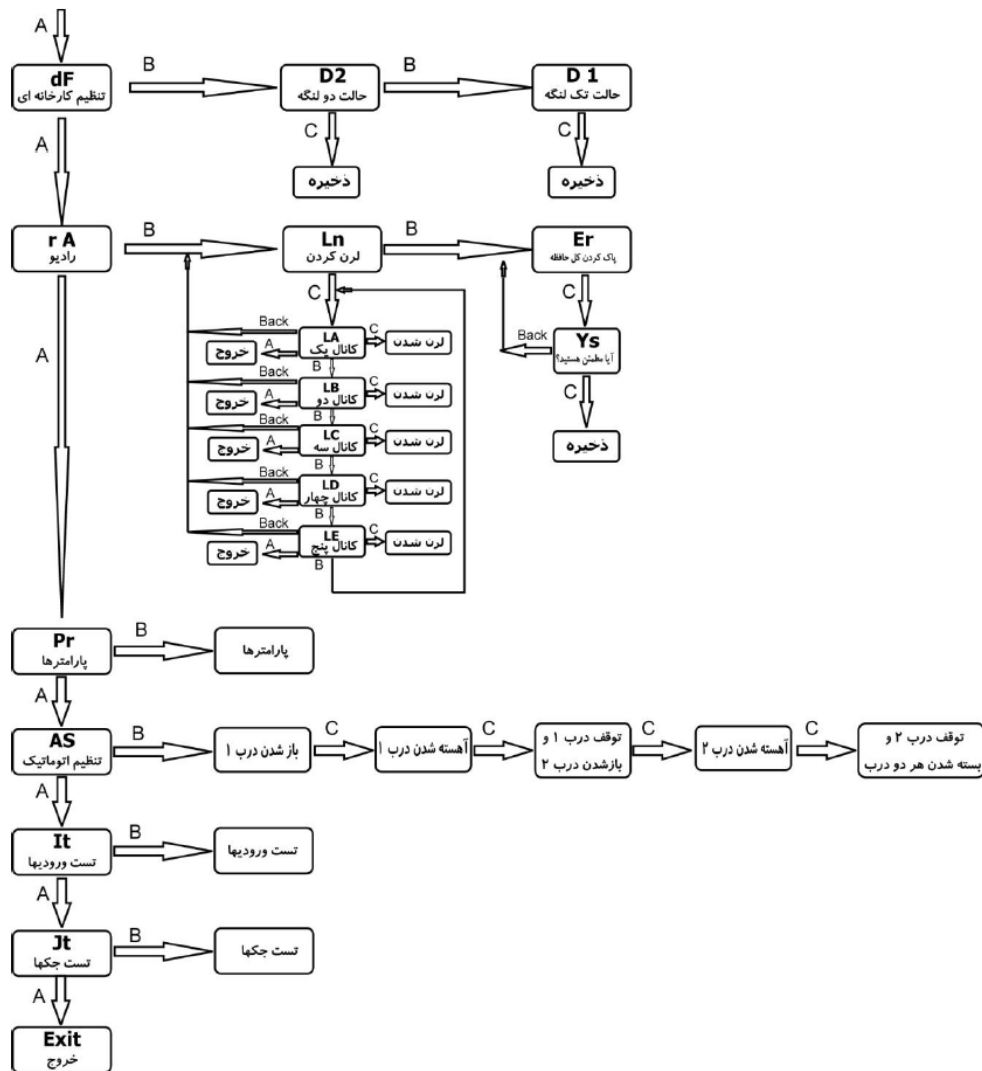 A
dF
تنظیم کارخانه ای
B
D2
حالت دو لنگه
B
D 1
حالت تک لنگه
C
ذخیره
C
ذخیره
A
r A
رادیو
B
Ln
لرن کردن
B
Er
پاک کردن کل حافظه
C
C
Ys
آیا مطمئن هستید؟
Back
C
ذخیره
Back
LA
کانال یک
C
لرن شدن
A
خروج
B
Back
LB
کانال دو
C
لرن شدن
A
خروج
B
Back
LC
کانال سه
C
لرن شدن
A
خروج
B
Back
LD
کانال چهار
C
لرن شدن
A
خروج
B
Back
LE
کانال پنج
C
لرن شدن
A
خروج
B
A
Pr
پارامترها
B
پارامترها
A
AS
تنظیم اتوماتیک
B
باز شدن درب ۱
C
آهسته شدن درب ۱
C
توقف درب ۱ و
بازشدن درب ۲
C
آهسته شدن درب ۲
C
توقف درب ۲ و
بسته شدن هر دو درب
A
It
تست ورودیها
B
تست ورودیها
A
Jt
تست جکها
B
تست جکها
A
Exit
خروج